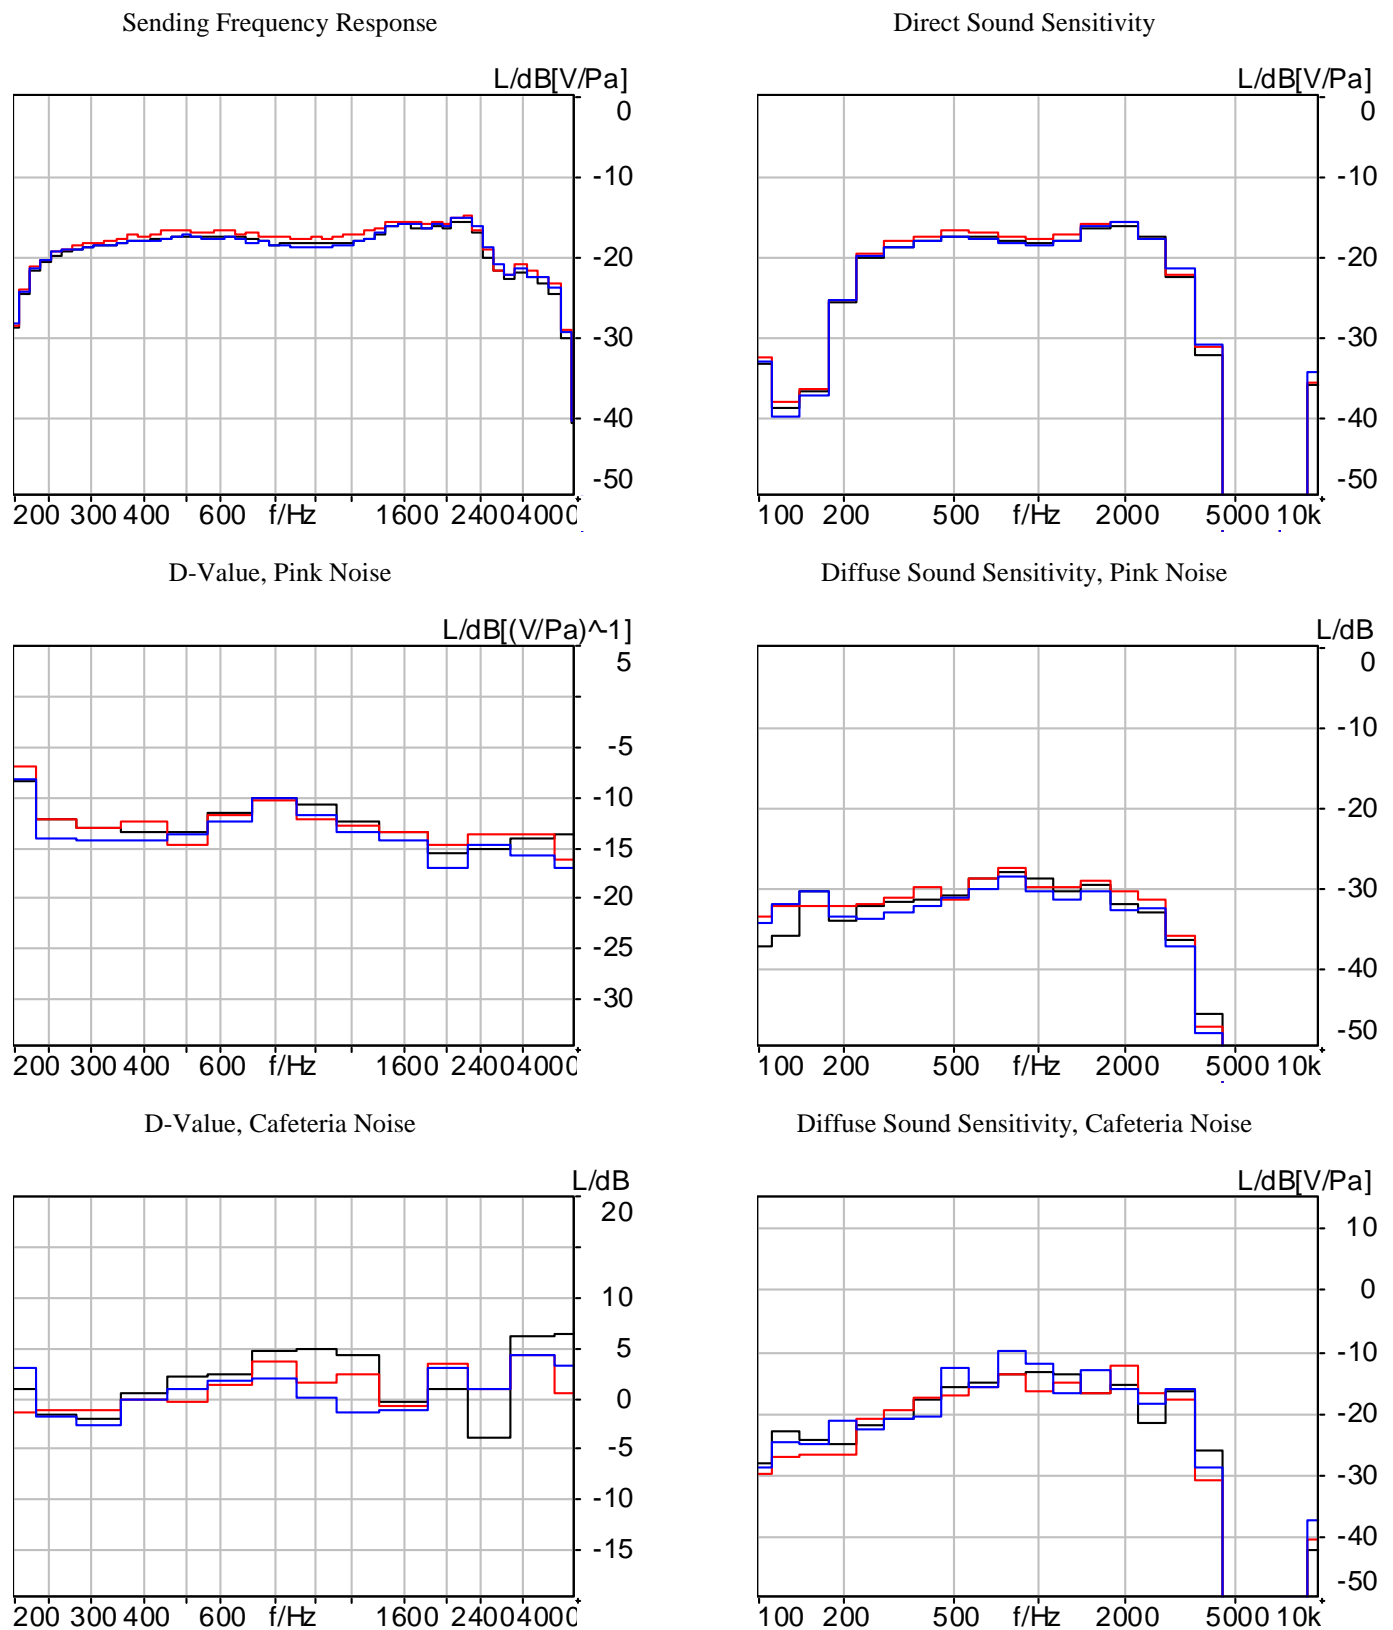 Sending Frequency Response
L/dB[V/Pa]
0
-10
-20
-30
-40
-50
200 300 400 600 f/Hz 1600 2400 4000
Direct Sound Sensitivity
L/dB[V/Pa]
0
-10
-20
-30
-40
-50
100 200 500 f/Hz 2000 5000 10k
D-Value, Pink Noise
L/dB[(V/Pa)^-1]
5
-5
-10
-15
-20
-25
-30
200 300 400 600 f/Hz 1600 2400 4000
Diffuse Sound Sensitivity, Pink Noise
L/dB
0
-10
-20
-30
-40
-50
100 200 500 f/Hz 2000 5000 10k
D-Value, Cafeteria Noise
L/dB
20
10
5
0
-5
-10
-15
200 300 400 600 f/Hz 1600 2400 4000
Diffuse Sound Sensitivity, Cafeteria Noise
L/dB[V/Pa]
10
0
-10
-20
-30
-40
-50
100 200 500 f/Hz 2000 5000 10k